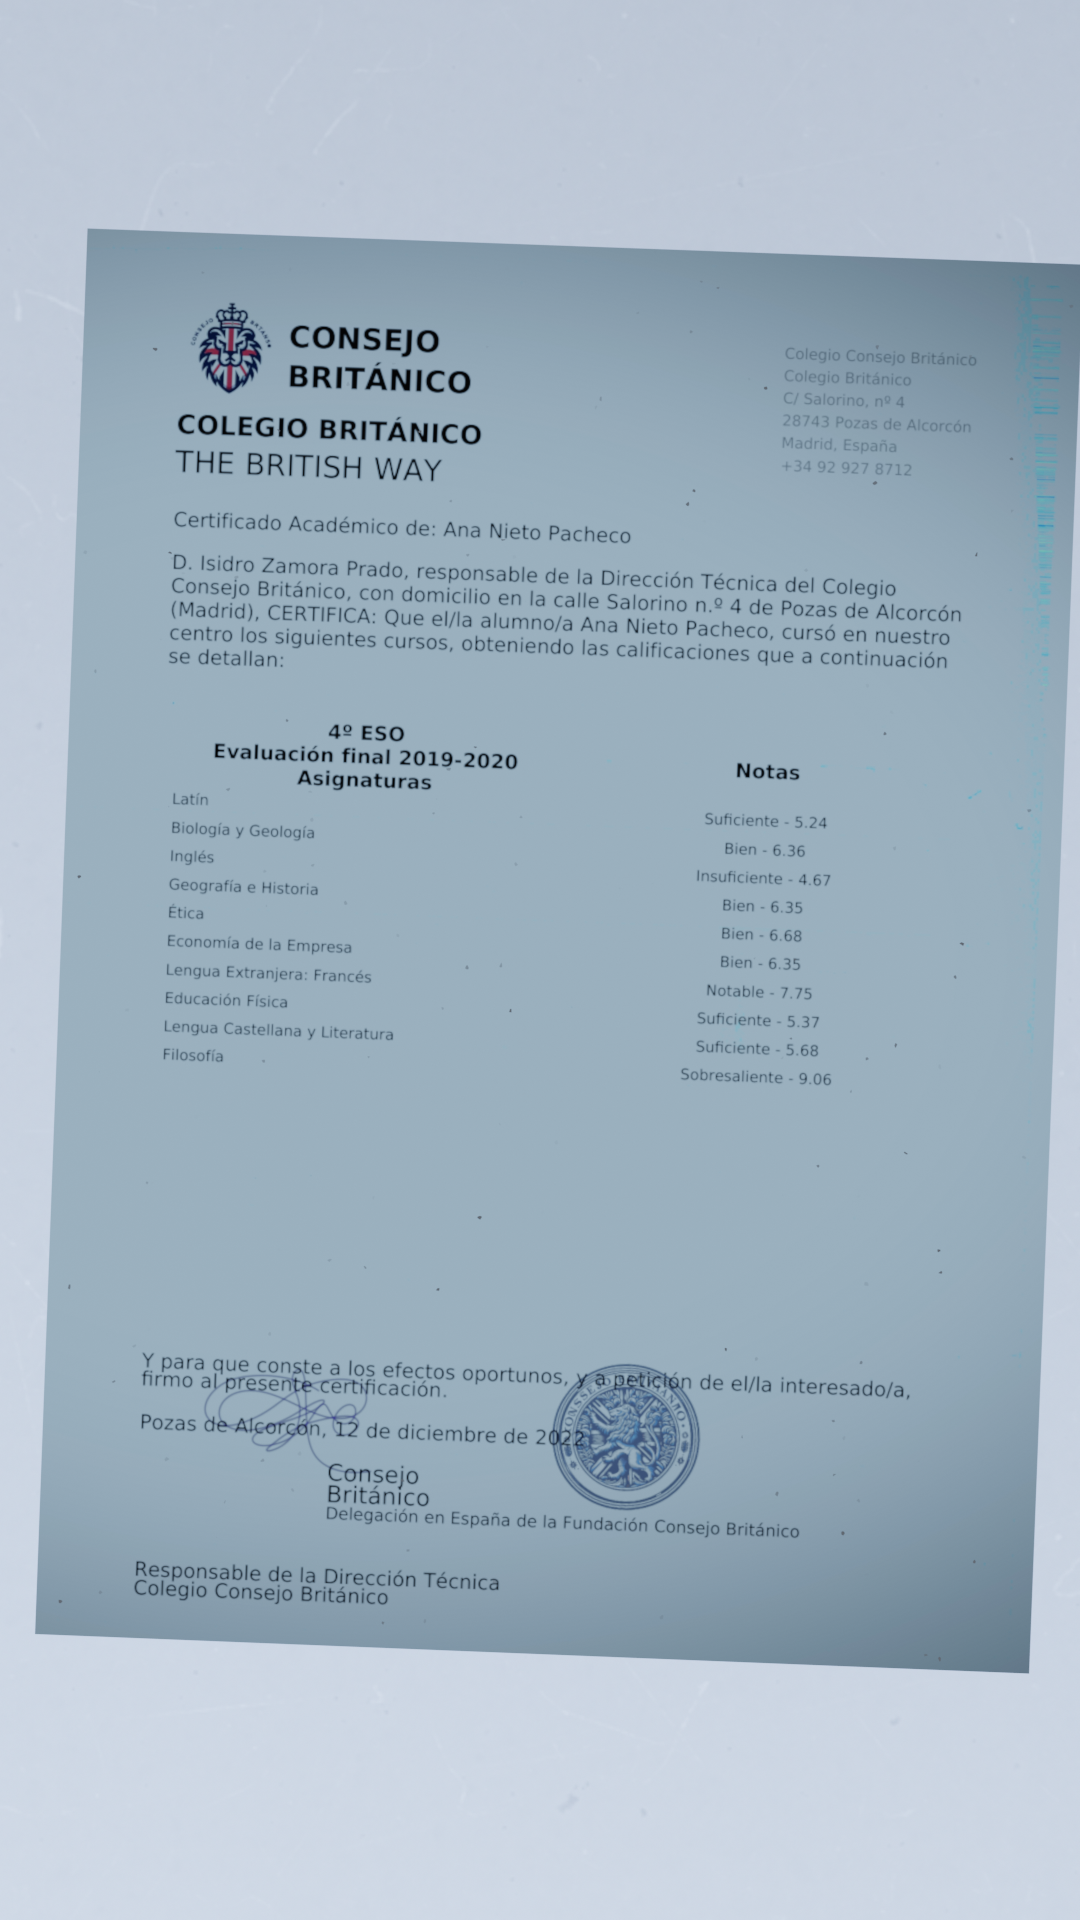 CONSEJO
BRITÁNICO
COLEGIO BRITÁNICO
THE BRITISH WAY
Colegio Consejo Británico
Colegio Británico
C/ Salorino, nº 4
28743 Pozas de Alcorcón
Madrid, España
+34 92 927 8712
Certificado Académico de: Ana Nieto Pacheco
D. Isidro Zamora Prado, responsable de la Dirección Técnica del Colegio
Consejo Británico, con domicilio en la calle Salorino n.º 4 de Pozas de Alcorcón
(Madrid), CERTIFICA: Que el/la alumno/a Ana Nieto Pacheco, cursó en nuestro
centro los siguientes cursos, obteniendo las calificaciones que a continuación
se detallan:
4º ESO
Evaluación final 2019-2020
Asignaturas Notas
Latín Suficiente - 5.24
Biología y Geología Bien - 6.36
Inglés Insuficiente - 4.67
Geografía e Historia Bien - 6.35
Ética Bien - 6.68
Economía de la Empresa Bien - 6.35
Lengua Extranjera: Francés Notable - 7.75
Educación Física Suficiente - 5.37
Lengua Castellana y Literatura Suficiente - 5.68
Filosofía Sobresaliente - 9.06
Y para que conste a los efectos oportunos, y a petición de el/la interesado/a,
firmo al presente certificación.
Pozas de Alcorcón, 12 de diciembre de 2022
Consejo
Británico
Delegación en España de la Fundación Consejo Británico
Responsable de la Dirección Técnica
Colegio Consejo Británico